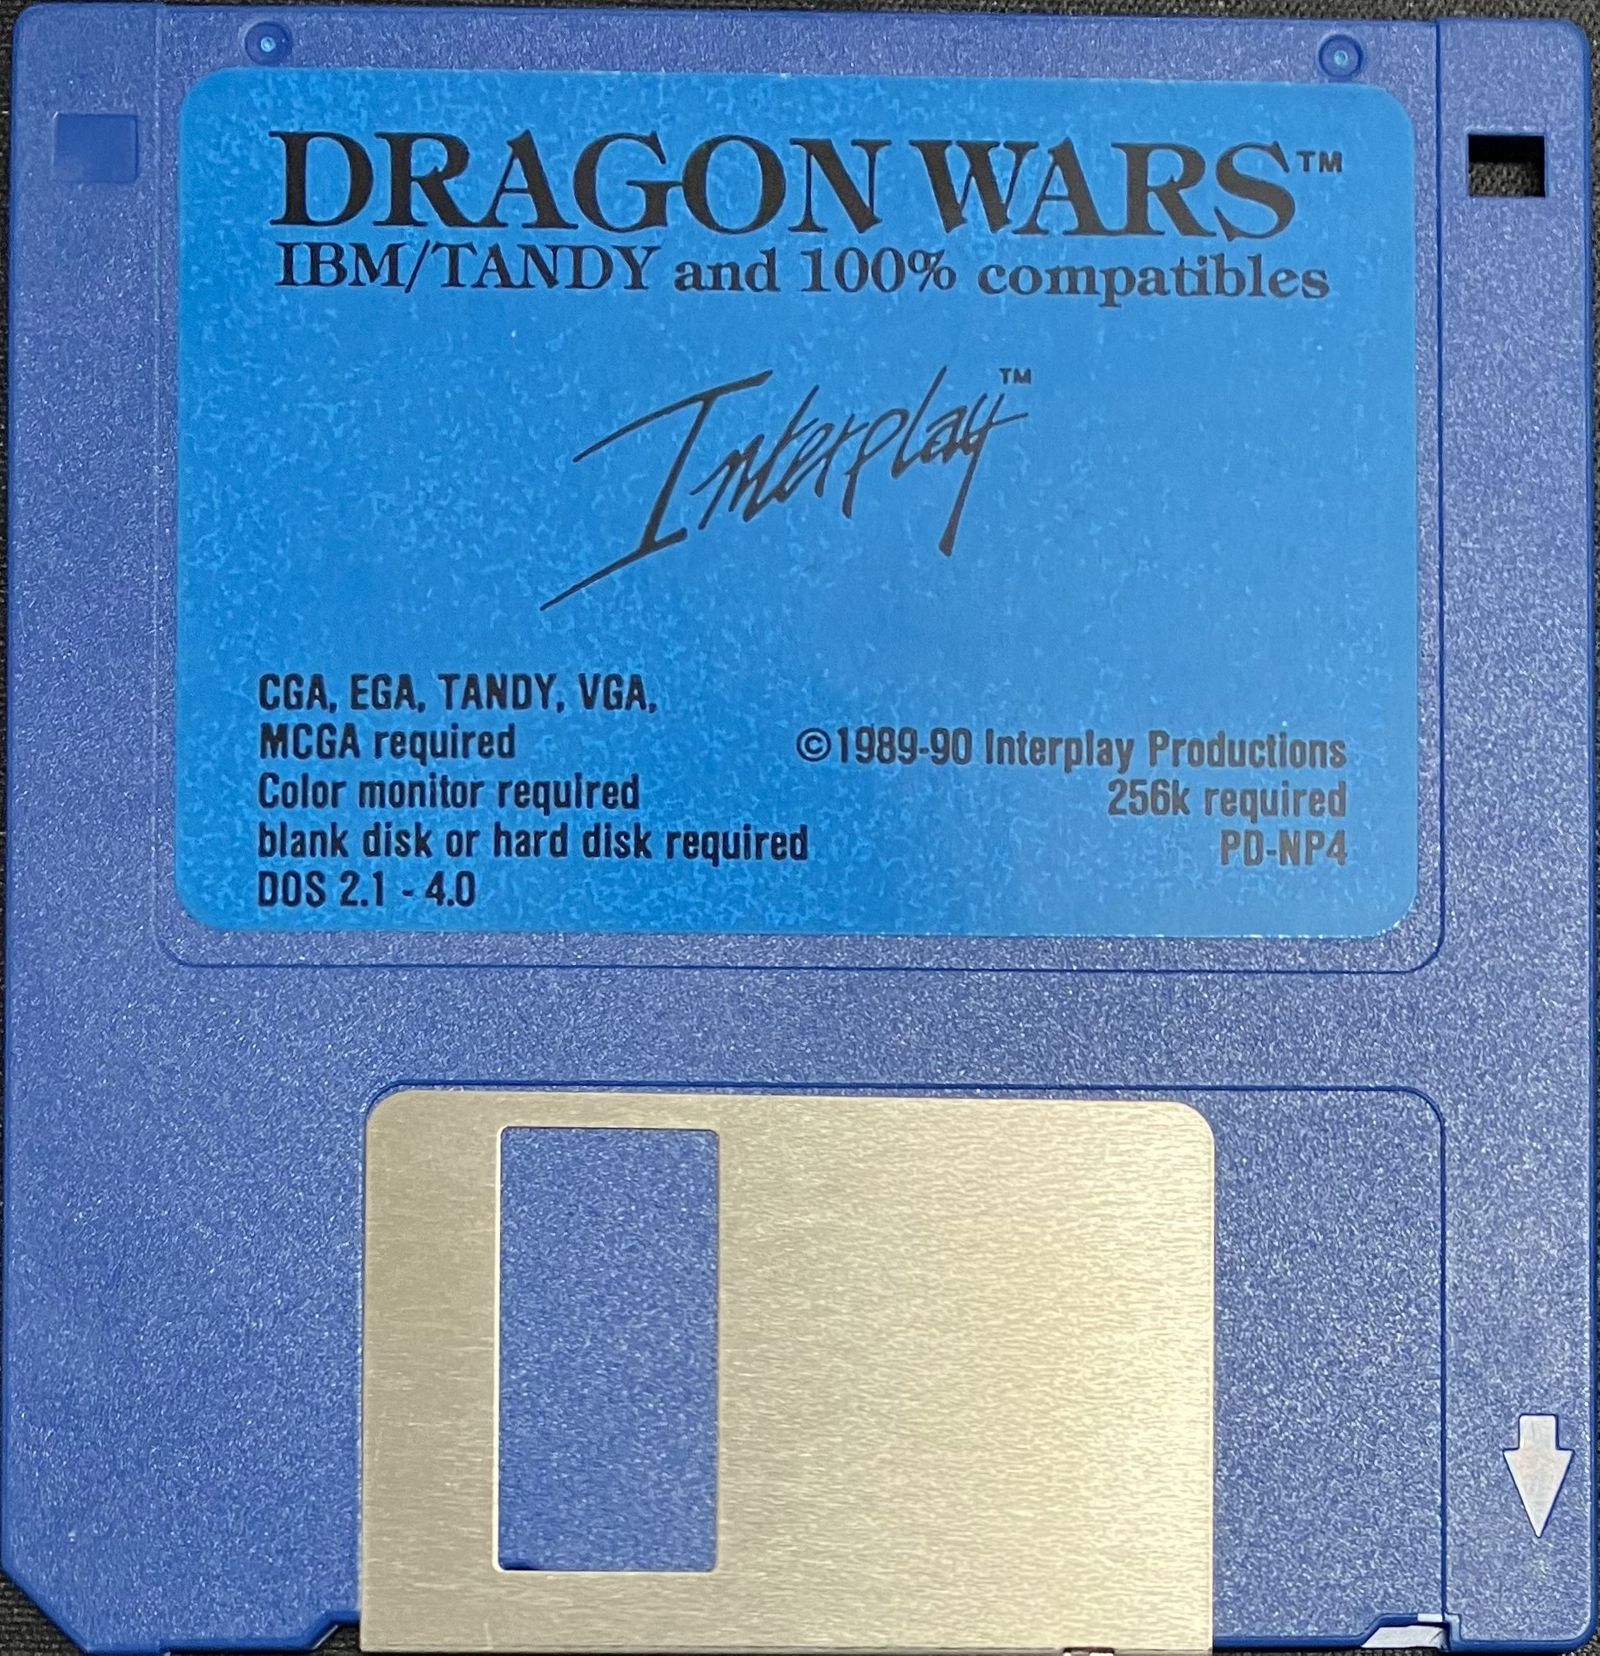 DRAGON WARS™
IBM/TANDY and 100% compatibles
Interplay™
CGA, EGA, TANDY, VGA,
MCGA required
Color monitor required
blank disk or hard disk required
DOS 2.1 - 4.0
©1989-90 Interplay Productions
256k required
PD-NP4